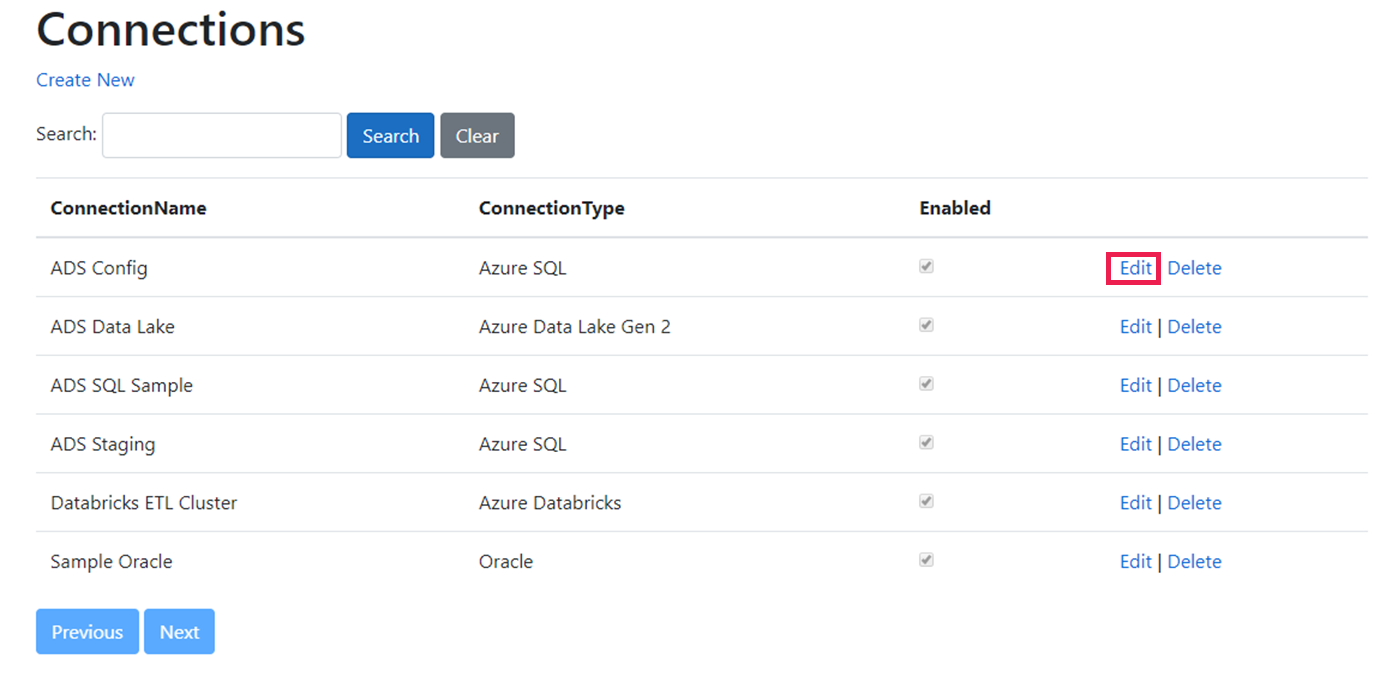 Connections
Create New
Search: Search Clear
ConnectionName ConnectionType Enabled
ADS Config Azure SQL Edit Delete
ADS Data Lake Azure Data Lake Gen 2 Edit | Delete
ADS SQL Sample Azure SQL Edit | Delete
ADS Staging Azure SQL Edit | Delete
Databricks ETL Cluster Azure Databricks Edit | Delete
Sample Oracle Oracle Edit | Delete
Previous Next